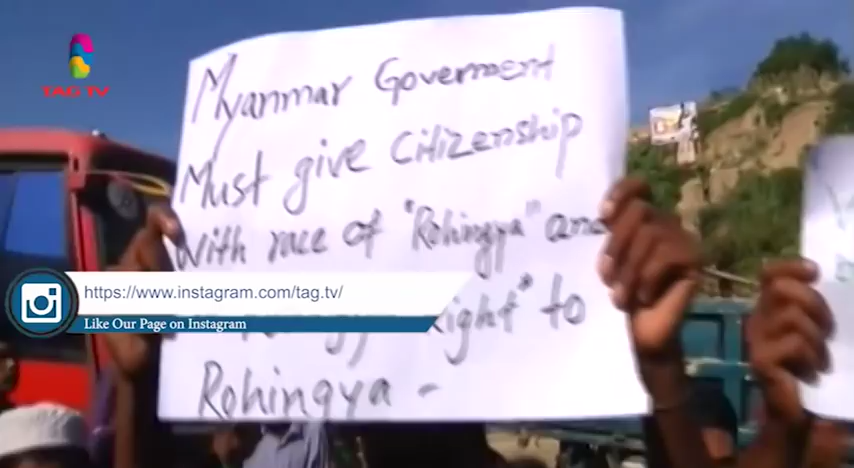 TAG TV
Myanmar Goverment
Must give citizenship
with race of "Rohingya" and
right" to
Rohingya -
https://www.instagram.com/tag.tv/
Like Our Page on Instagram